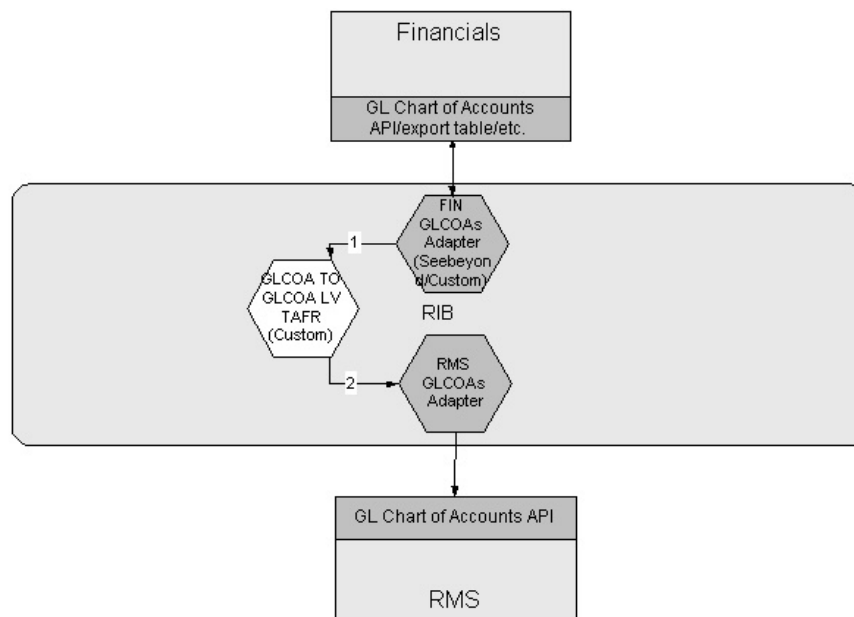 Financials
GL Chart of Accounts
API/export table/etc.
FIN
GLCOAs
Adapter
(Seebeyon
d/Custom)
1
GLCOA TO
GLCOA LV
TAFR
(Custom)
RIB
2
RMS
GLCOAs
Adapter
GL Chart of Accounts API
RMS